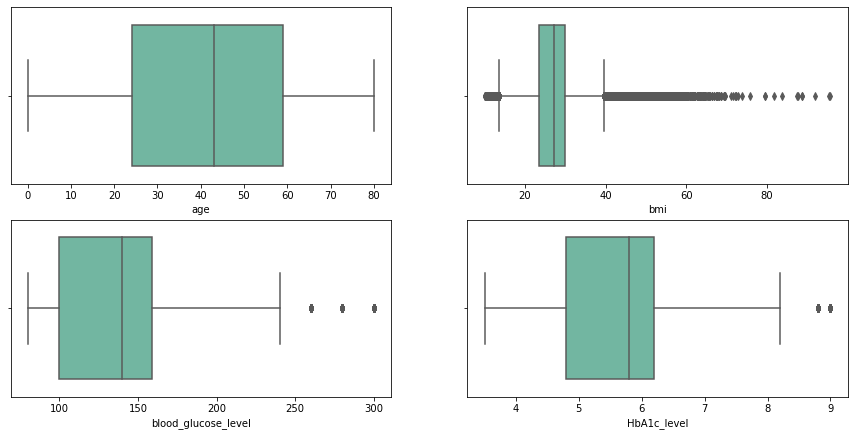 0 10 20 30 40 50 60 70 80
age
20 40 60 80
bmi
100 150 200 250 300
blood_glucose_level
4 5 6 7 8 9
HbA1c_level